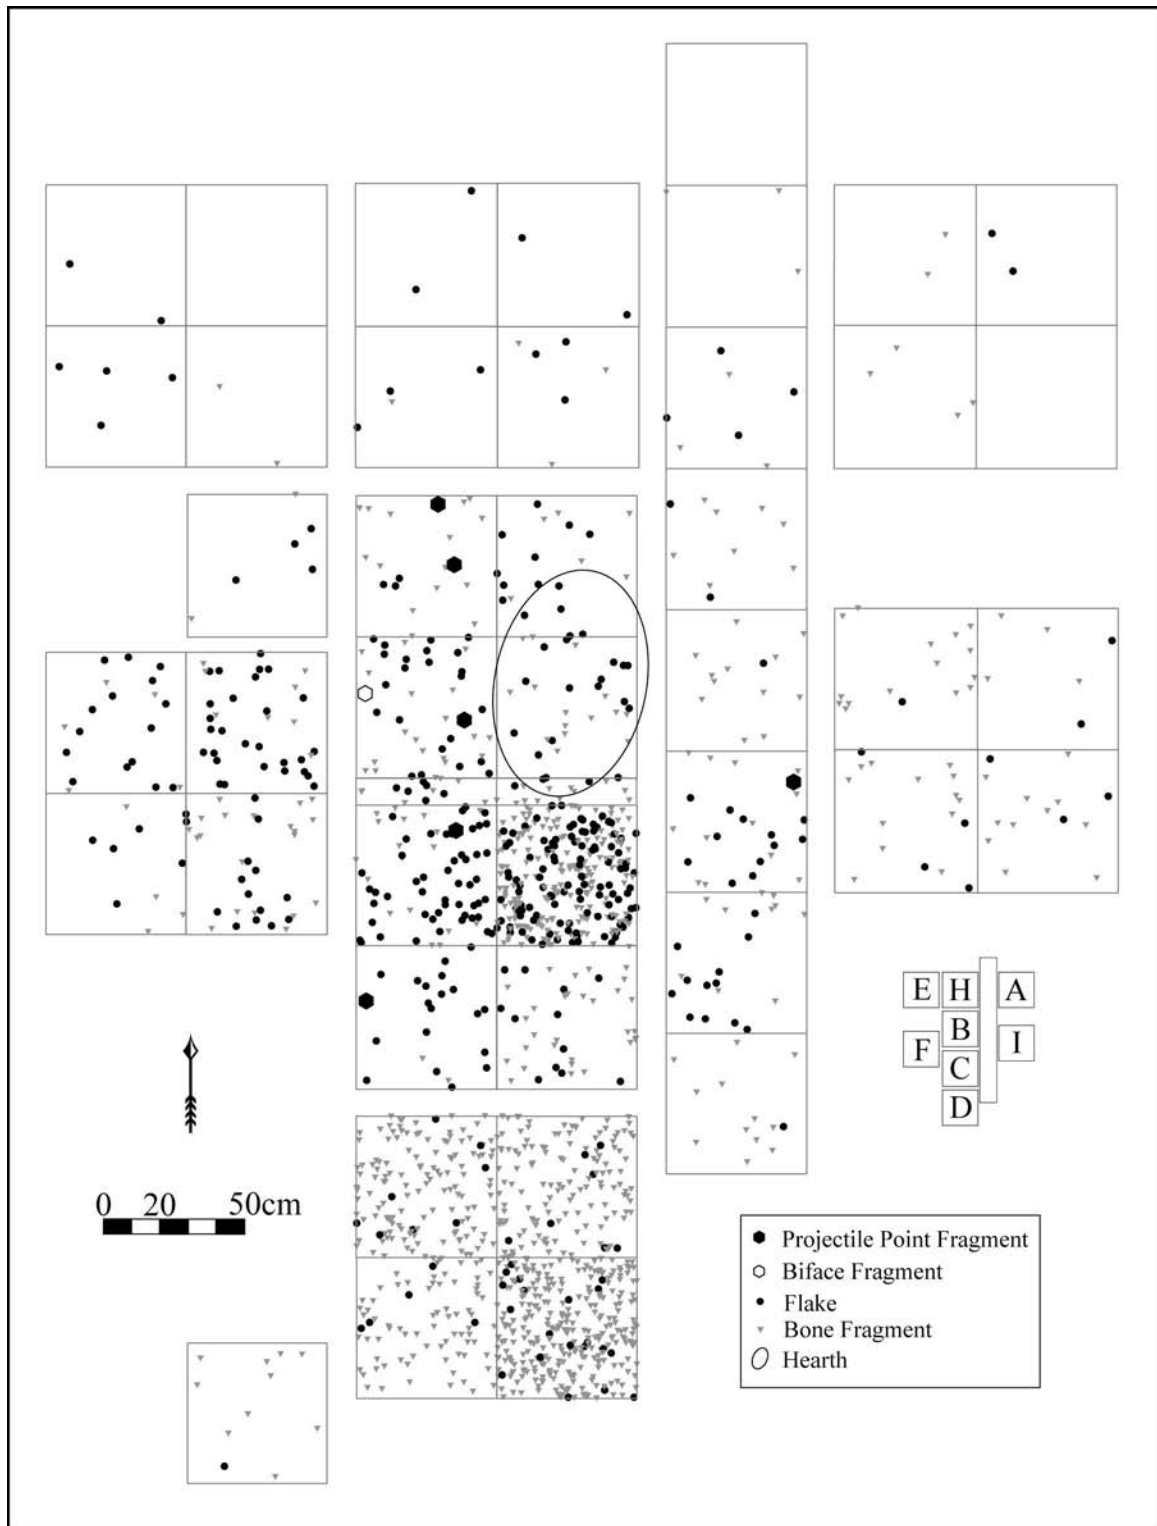 E H A
B
F I
C
D
0 20 50cm
Projectile Point Fragment
Biface Fragment
Flake
Bone Fragment
Hearth